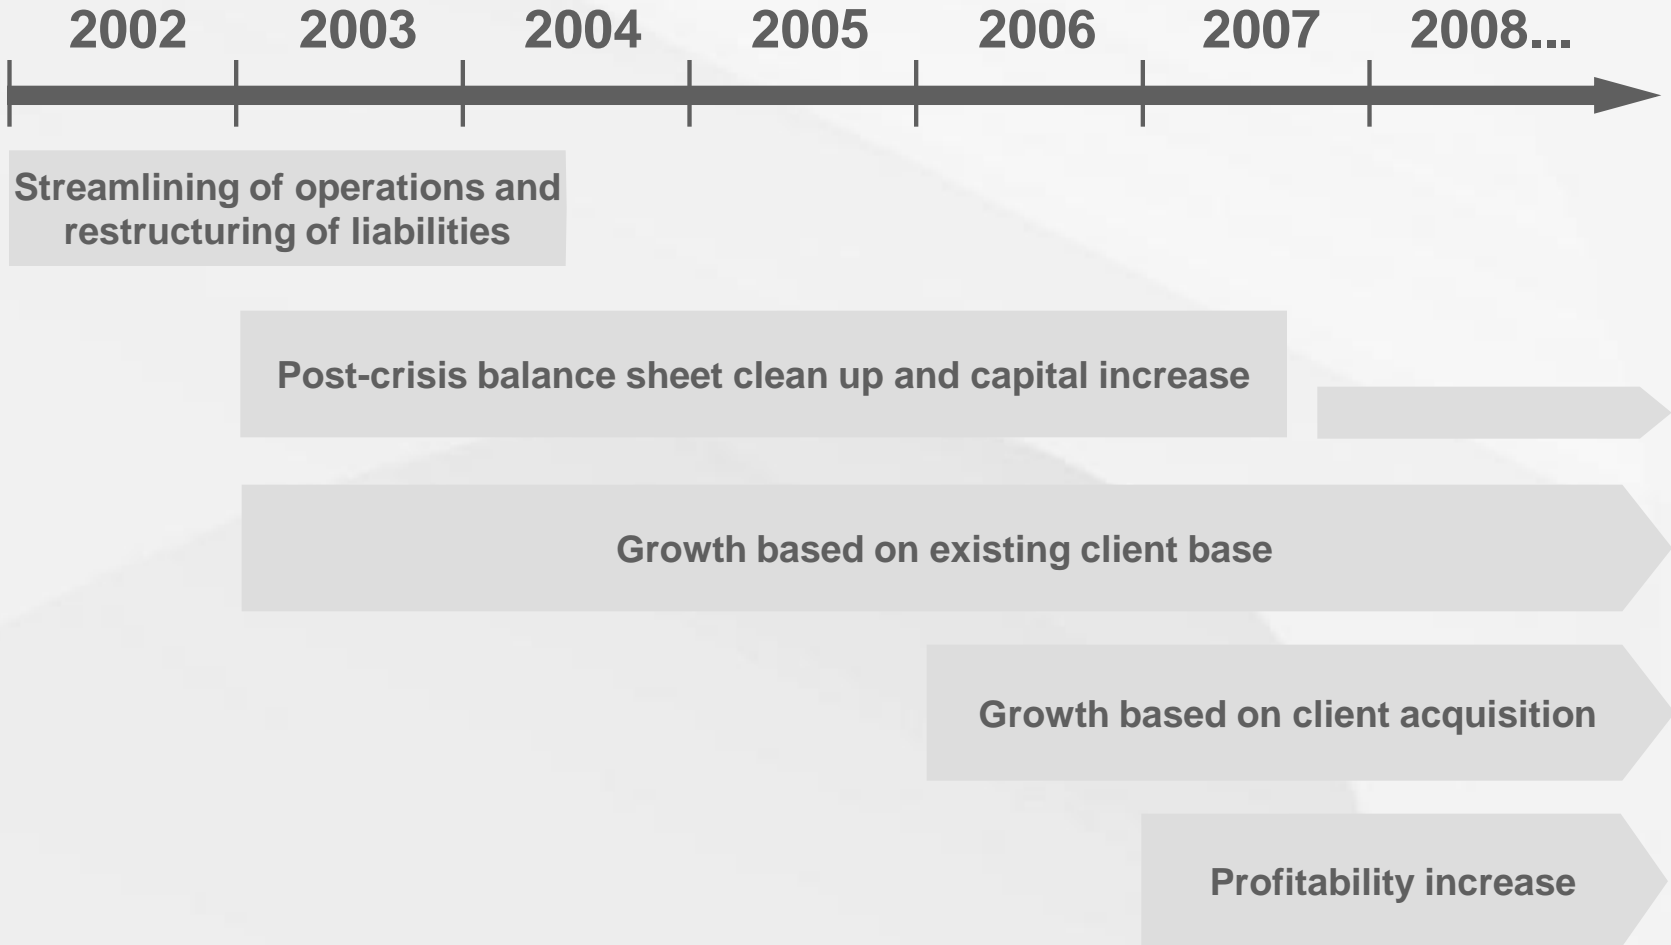 2002 2003 2004 2005 2006 2007 2008...
Streamlining of operations and
restructuring of liabilities
Post-crisis balance sheet clean up and capital increase
Growth based on existing client base
Growth based on client acquisition
Profitability increase